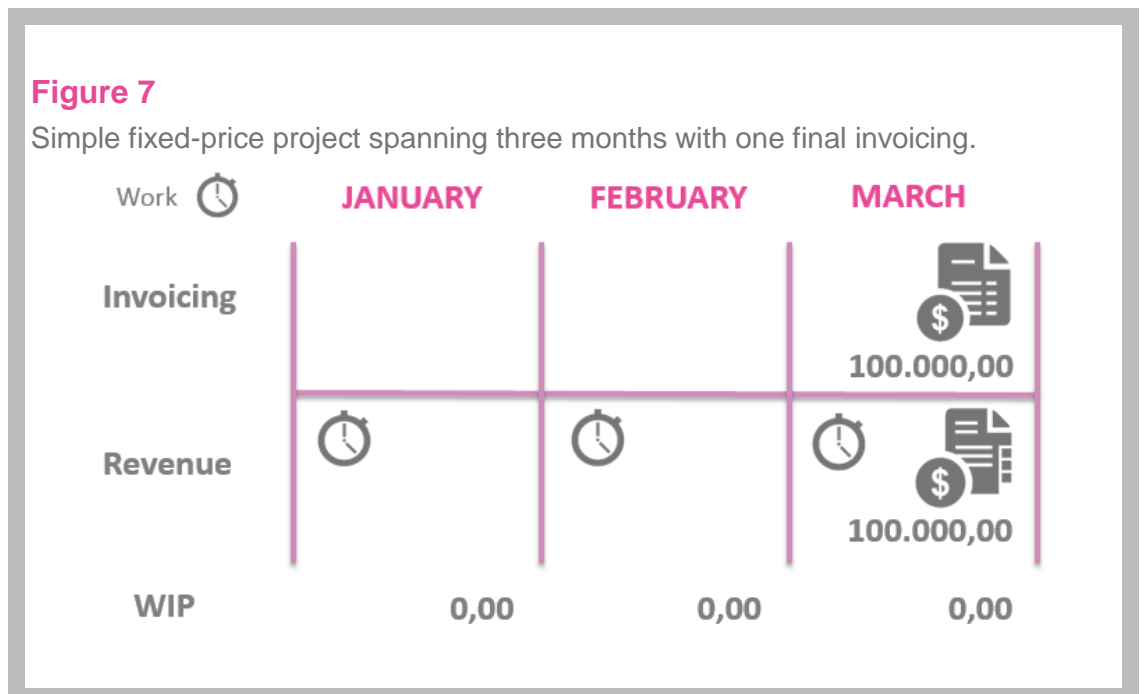 Figure 7
Simple fixed-price project spanning three months with one final invoicing.
Work JANUARY FEBRUARY MARCH
Invoicing
$
100.000,00
Revenue
$
100.000,00
WIP 0,00 0,00 0,00